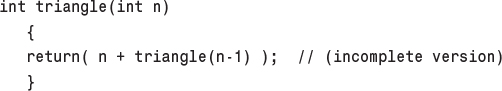 int triangle(int n)
{
return( n + triangle(n-1) );  // (incomplete version)
}